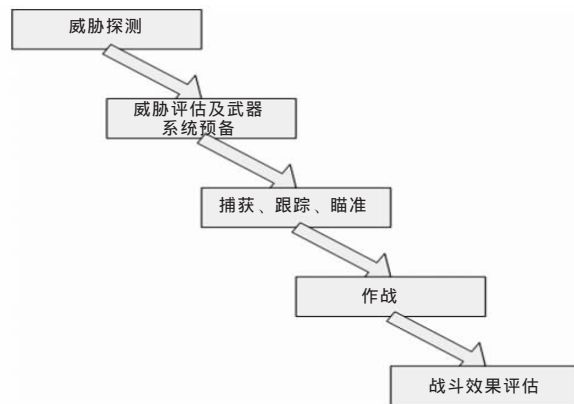 威胁探测
威胁评估及武器
系统预备
捕获、跟踪、瞄准
作战
战斗效果评估